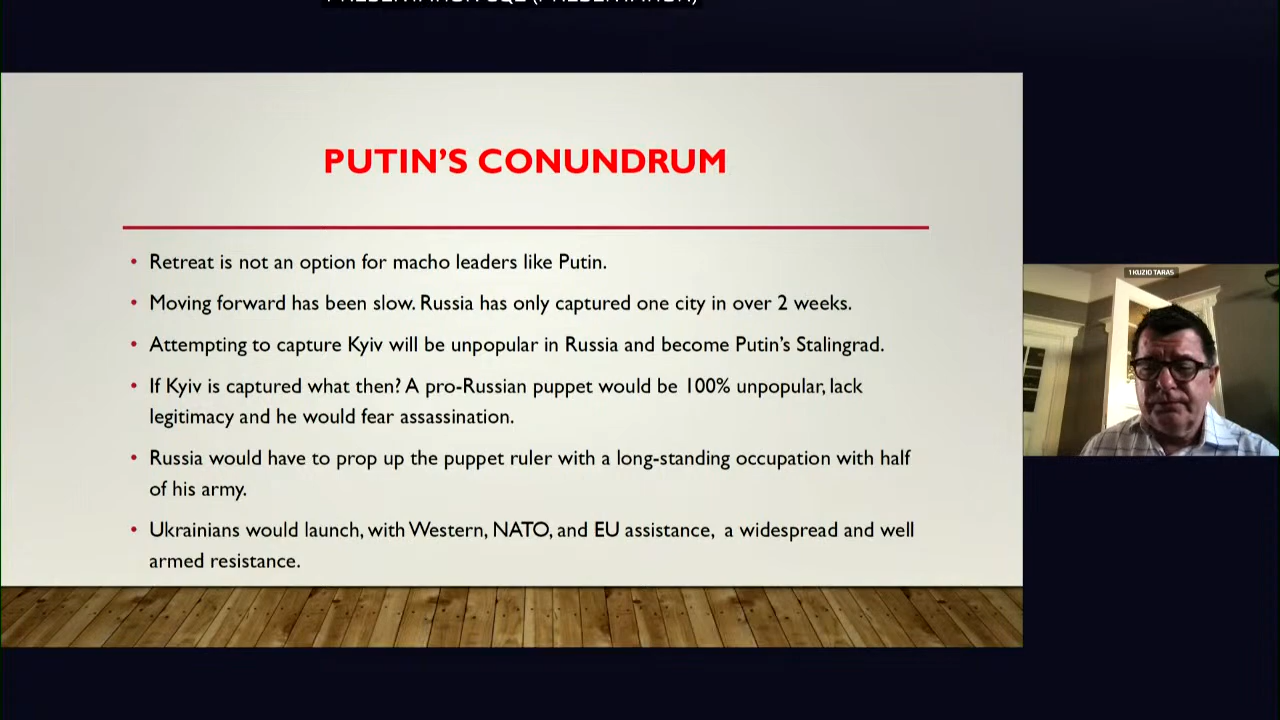 PRESENTATION SQL (PRESENTATION)
PUTIN'S CONUNDRUM
• Retreat is not an option for macho leaders like Putin.
• Moving forward has been slow. Russia has only captured one city in over 2 weeks.
• Attempting to capture Kyiv will be unpopular in Russia and become Putin's Stalingrad.
• If Kyiv is captured what then? A pro-Russian puppet would be 100% unpopular, lack
legitimacy and he would fear assassination.
• Russia would have to prop up the puppet ruler with a long-standing occupation with half
of his army.
• Ukrainians would launch, with Western, NATO, and EU assistance, a widespread and well
armed resistance.
1 KUZIO TARAS